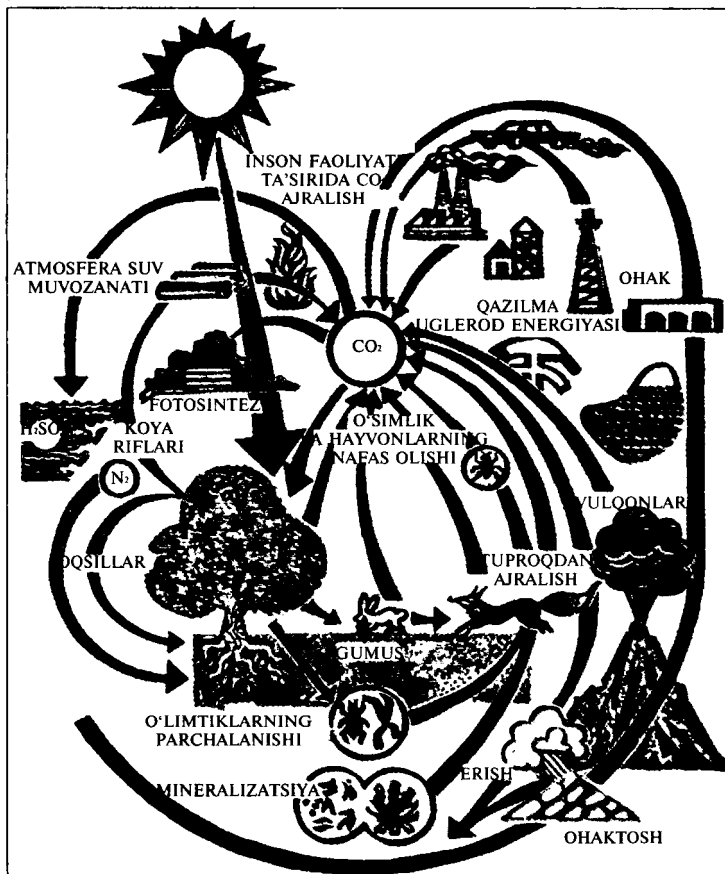 INSON FAOLIYATI
TA'SIRIDA CO
AJRALISH
ATMOSFERA SUV
MUVOZANATI
OHAK
QAZILMA
UGLEROD ENERGIYASI
CO₂
FOTOSINTEZ
KOYA
RIFLARI
O'SIMLIK
HAYVONLARNING
NAFAS OLISHI
N₂
VULQONLAR
OQSILLAR
TUPROQDAN
AJRALISH
GUMUS
O'LIMTIKLARNING
PARCHALANISHI
MINERALIZATSIYA
ERISH
OHAKTOSH